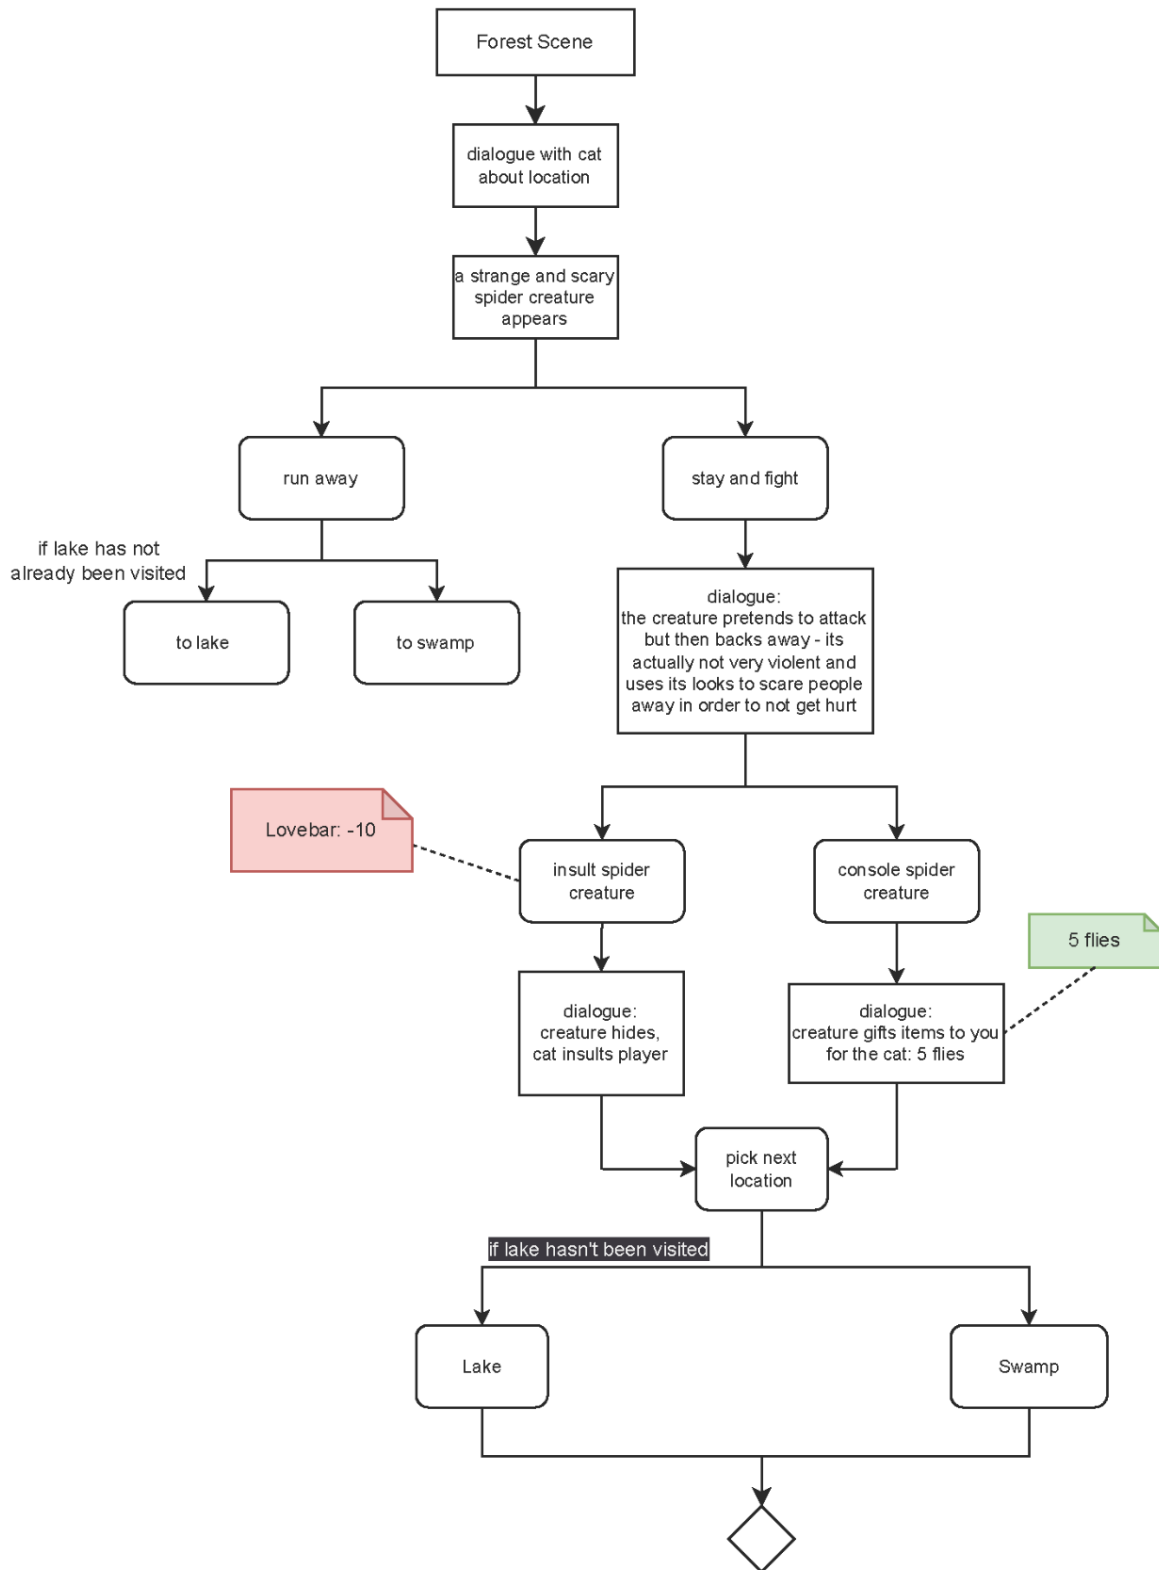 Forest Scene
dialogue with cat
about location
a strange and scary
spider creature
appears
run away
stay and fight
if lake has not
already been visited
to lake
to swamp
dialogue:
the creature pretends to attack
but then backs away - its
actually not very violent and
uses its looks to scare people
away in order to not get hurt
Lovebar: -10
insult spider
creature
console spider
creature
5 flies
dialogue:
creature hides,
cat insults player
dialogue:
creature gifts items to you
for the cat: 5 flies
pick next
location
if lake hasn't been visited
Lake
Swamp